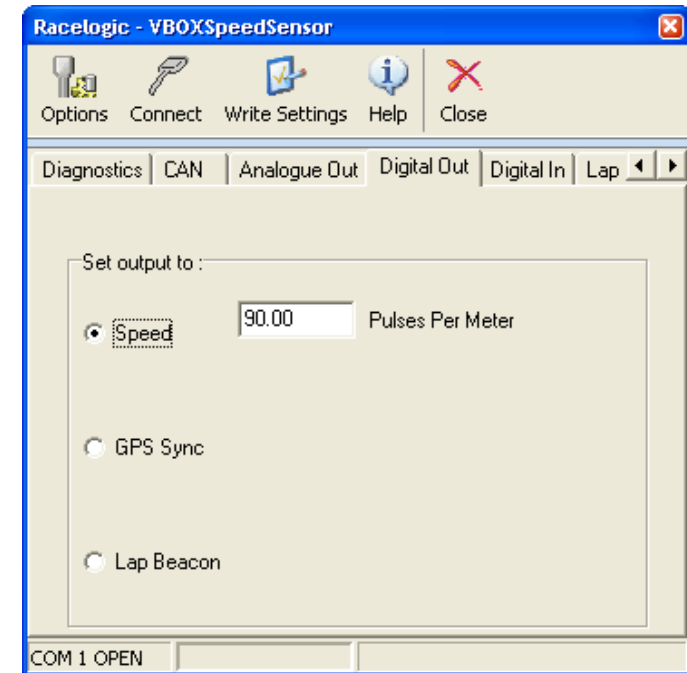 Racelogic - VBOXSpeedSensor
Options Connect Write Settings Help Close
Diagnostics CAN Analogue Out Digital Out Digital In Lap
Set output to :
Speed 90.00 Pulses Per Meter
GPS Sync
Lap Beacon
COM 1 OPEN